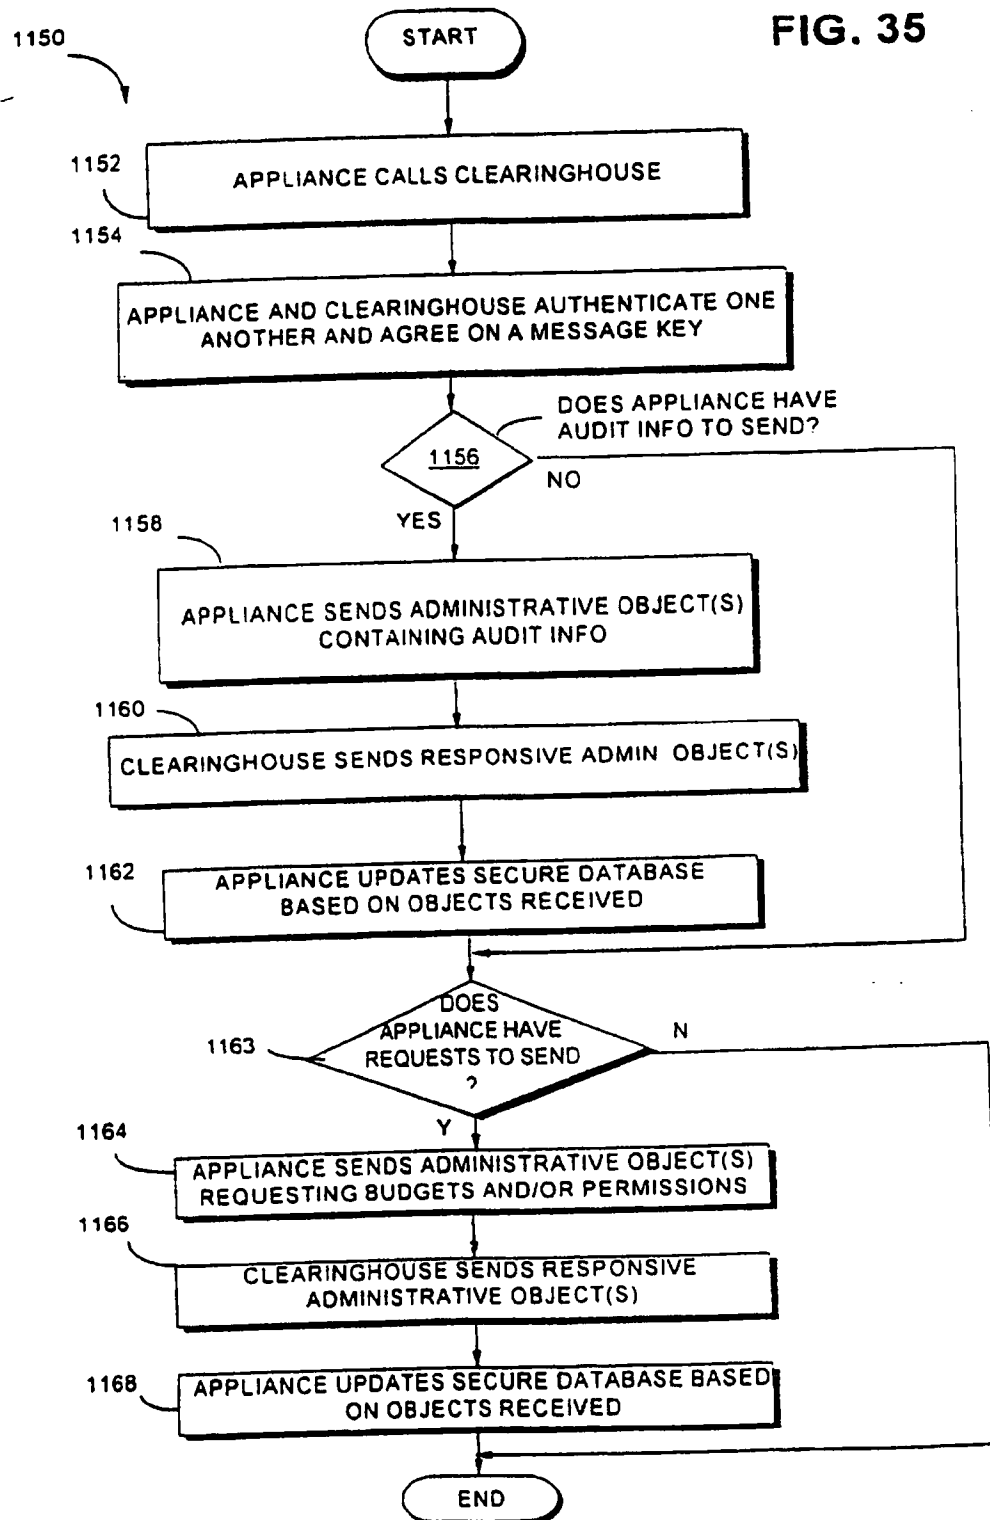 FIG. 35
1150
START
1152
APPLIANCE CALLS CLEARINGHOUSE
1154
APPLIANCE AND CLEARINGHOUSE AUTHENTICATE ONE
ANOTHER AND AGREE ON A MESSAGE KEY
DOES APPLIANCE HAVE
AUDIT INFO TO SEND?
1156
NO
YES
1158
APPLIANCE SENDS ADMINISTRATIVE OBJECT(S)
CONTAINING AUDIT INFO
1160
CLEARINGHOUSE SENDS RESPONSIVE ADMIN OBJECT(S)
1162
APPLIANCE UPDATES SECURE DATABASE
BASED ON OBJECTS RECEIVED
1163
DOES
APPLIANCE HAVE
REQUESTS TO SEND
?
N
Y
1164
APPLIANCE SENDS ADMINISTRATIVE OBJECT(S)
REQUESTING BUDGETS AND/OR PERMISSIONS
1166
CLEARINGHOUSE SENDS RESPONSIVE
ADMINISTRATIVE OBJECT(S)
1168
APPLIANCE UPDATES SECURE DATABASE BASED
ON OBJECTS RECEIVED
END